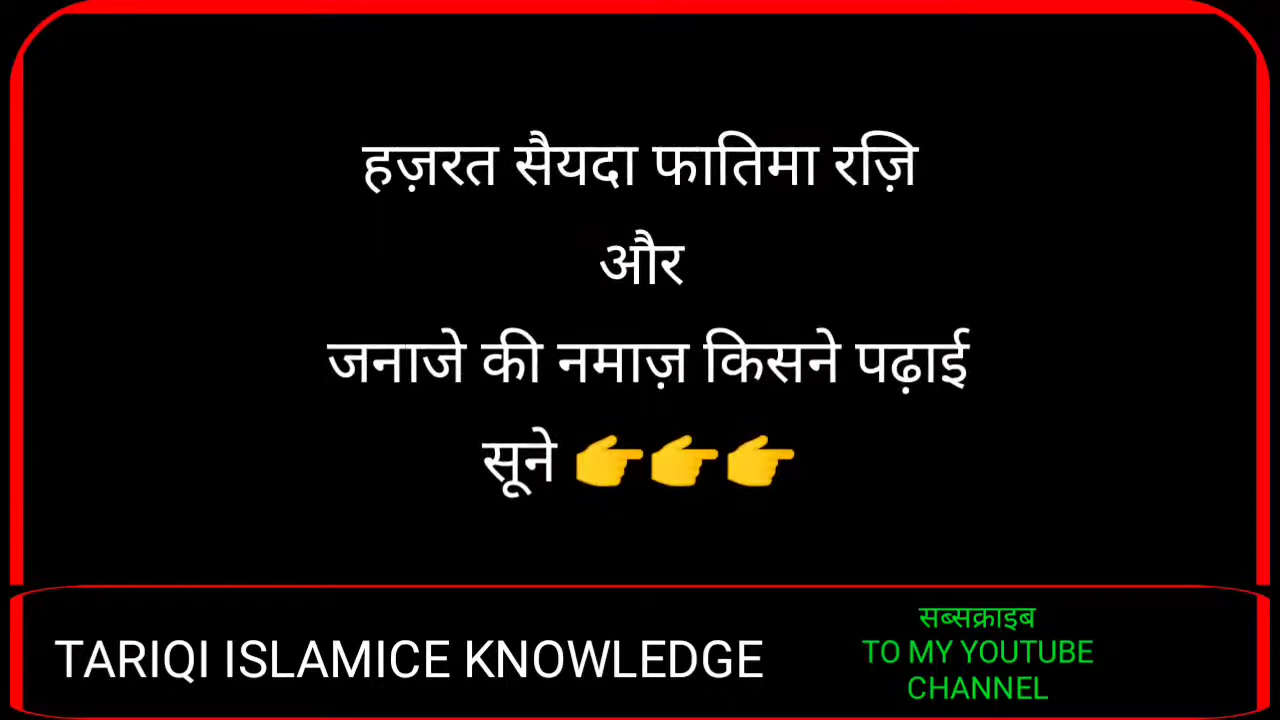 हज़रत सैयदा फातिमा रज़ि
और
जनाजे की नमाज़ किसने पढ़ाई
सूने 👉👉👉
TARIQI ISLAMICE KNOWLEDGE
सब्सक्राइब
TO MY YOUTUBE
CHANNEL